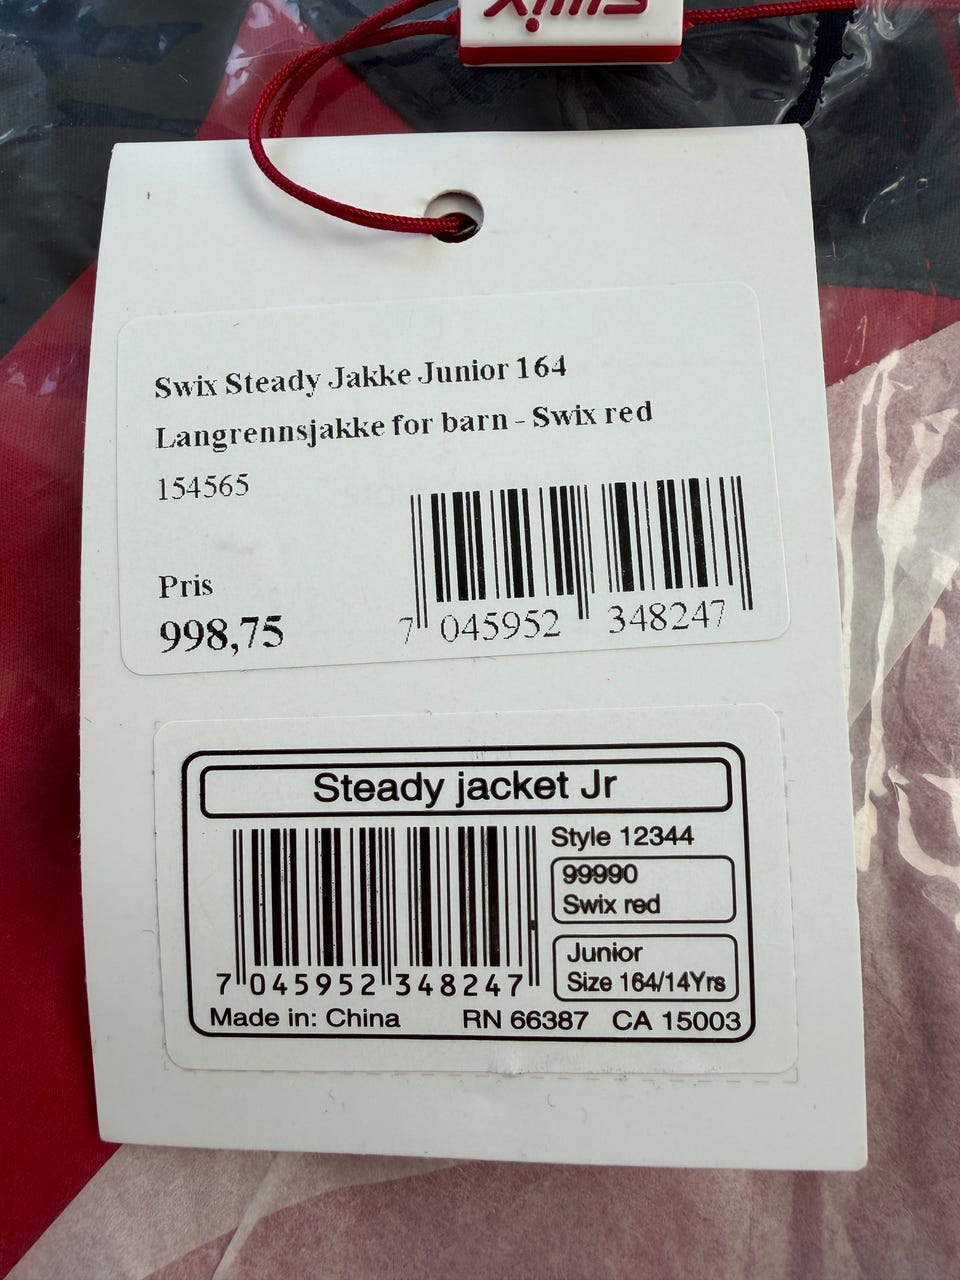 Swix
Swix Steady Jakke Junior 164
Langrennsjakke for barn - Swix red
154565
Pris
998,75
7 045952 348247
Steady jacket Jr
Style 12344
99990
Swix red
Junior
Size 164/14Yrs
7 045952 348247
Made in: China RN 66387 CA 15003